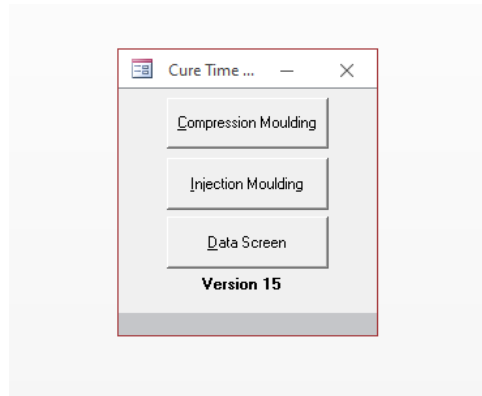 Cure Time ...
Compression Moulding
Injection Moulding
Data Screen
Version 15